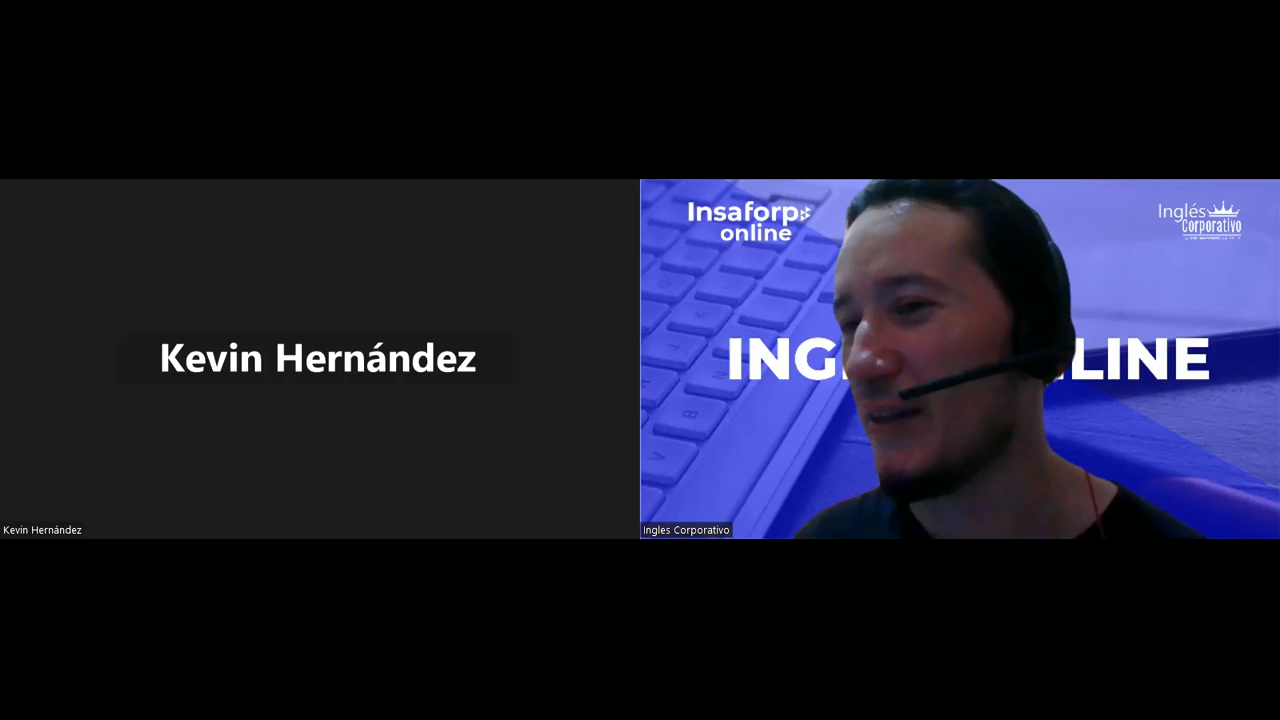 Kevin Hernández
Kevin Hernández
Insaforp
online
Inglés
Corporativo
ING LINE
Ingles Corporativo